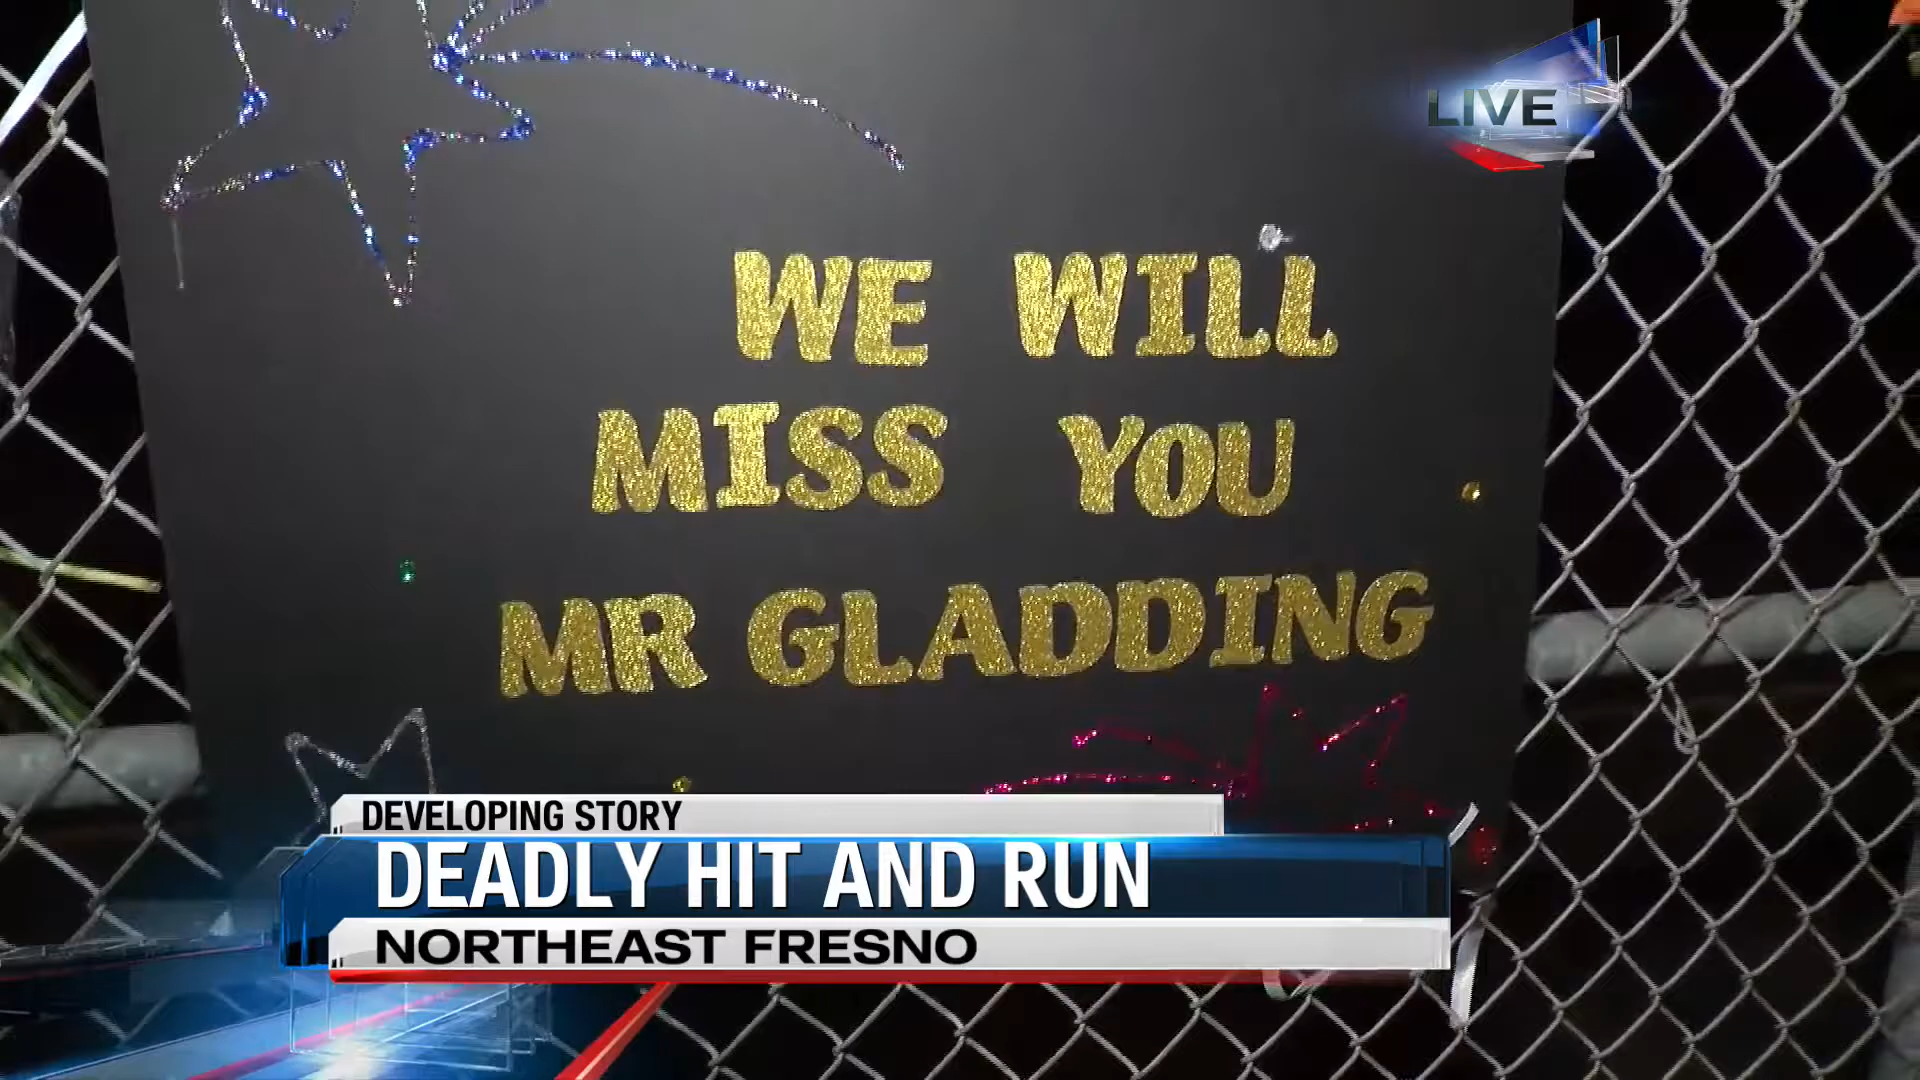 LIVE
WE WILL
MISS YOU
MR GLADDING
DEVELOPING STORY
DEADLY HIT AND RUN
NORTHEAST FRESNO